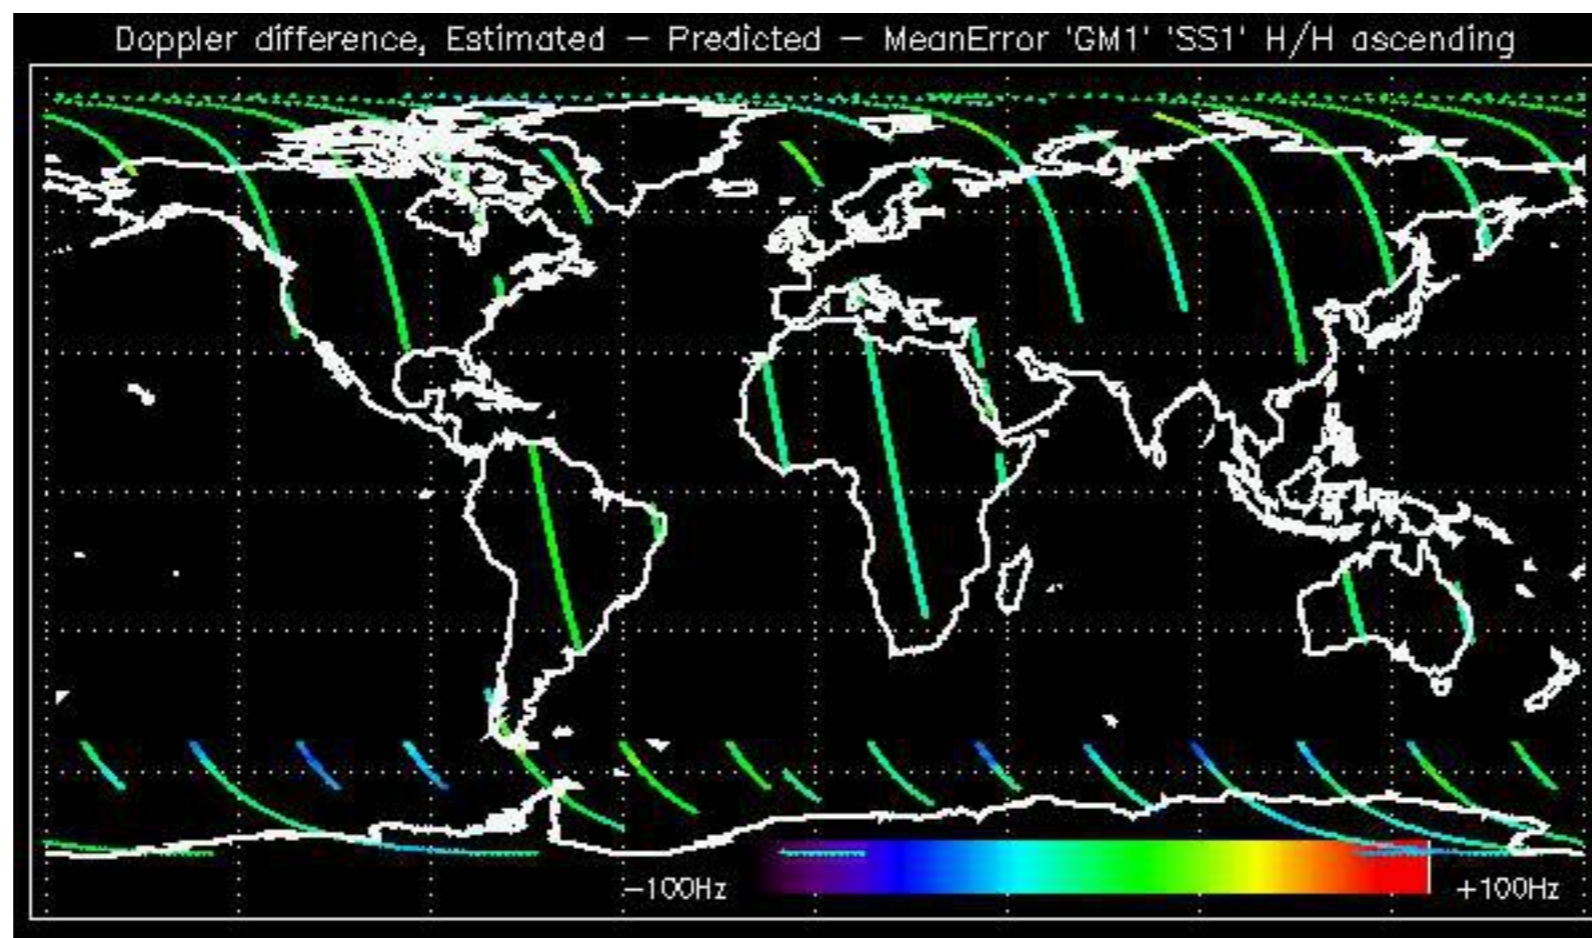 Doppler difference, Estimated – Predicted – MeanError 'GM1' 'SS1' H/H ascending
–100Hz
+100Hz